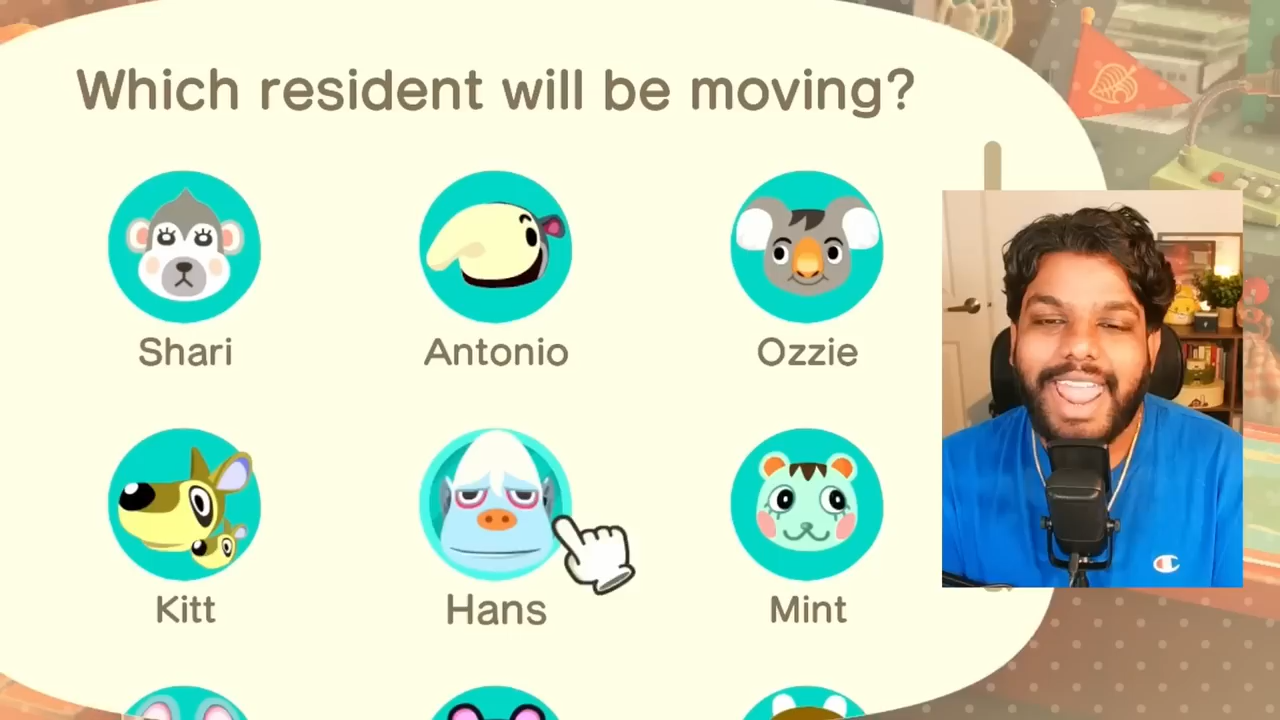 Which resident will be moving?
Shari
Antonio
Ozzie
Kitt
Hans
Mint